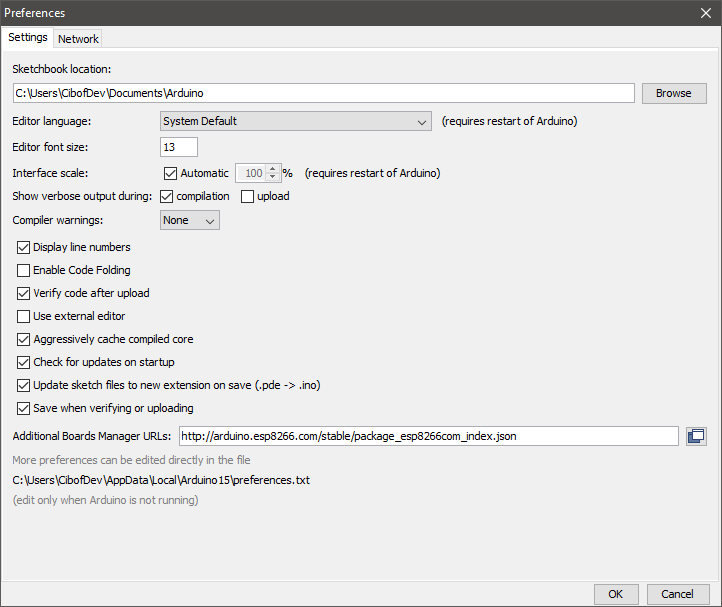 Preferences
Settings Network
Sketchbook location:
C:\Users\CibofDev\Documents\Arduino Browse
Editor language: System Default (requires restart of Arduino)
Editor font size: 13
Interface scale: Automatic 100 % (requires restart of Arduino)
Show verbose output during: compilation upload
Compiler warnings: None
Display line numbers
Enable Code Folding
Verify code after upload
Use external editor
Aggressively cache compiled core
Check for updates on startup
Update sketch files to new extension on save (.pde -> .ino)
Save when verifying or uploading
Additional Boards Manager URLs: http://arduino.esp8266.com/stable/package_esp8266com_index.json
More preferences can be edited directly in the file
C:\Users\CibofDev\AppData\Local\Arduino15\preferences.txt
(edit only when Arduino is not running)
OK Cancel